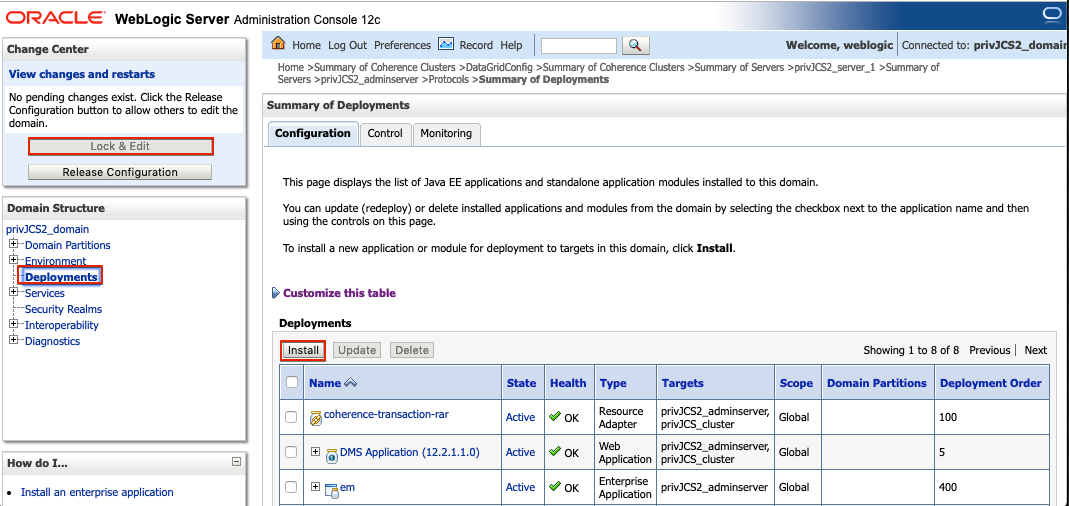 ORACLE WebLogic Server Administration Console 12c
Change Center
View changes and restarts
No pending changes exist. Click the Release
Configuration button to allow others to edit the
domain.
Lock & Edit
Release Configuration
Domain Structure
privJCS2_domain
Domain Partitions
Environment
Deployments
Services
Security Realms
Interoperability
Diagnostics
How do I...
Install an enterprise application
Home Log Out Preferences Record Help
Welcome, weblogic Connected to: privJCS2_domain
Home >Summary of Coherence Clusters >DataGridConfig >Summary of Coherence Clusters >Summary of Servers >privJCS2_server_1 >Summary of
Servers >privJCS2_adminserver >Protocols >Summary of Deployments
Summary of Deployments
Configuration Control Monitoring
This page displays the list of Java EE applications and standalone application modules installed to this domain.
You can update (redeploy) or delete installed applications and modules from the domain by selecting the checkbox next to the application name and then
using the controls on this page.
To install a new application or module for deployment to targets in this domain, click Install.
Customize this table
Deployments
Install Update Delete Showing 1 to 8 of 8 Previous | Next
Name State Health Type Targets Scope Domain Partitions Deployment Order
coherence-transaction-rar Active OK Resource Adapter privJCS2_adminserver, privJCS_cluster Global 100
DMS Application (12.2.1.1.0) Active OK Web Application privJCS2_adminserver, privJCS_cluster Global 5
em Active OK Enterprise Application privJCS2_adminserver Global 400